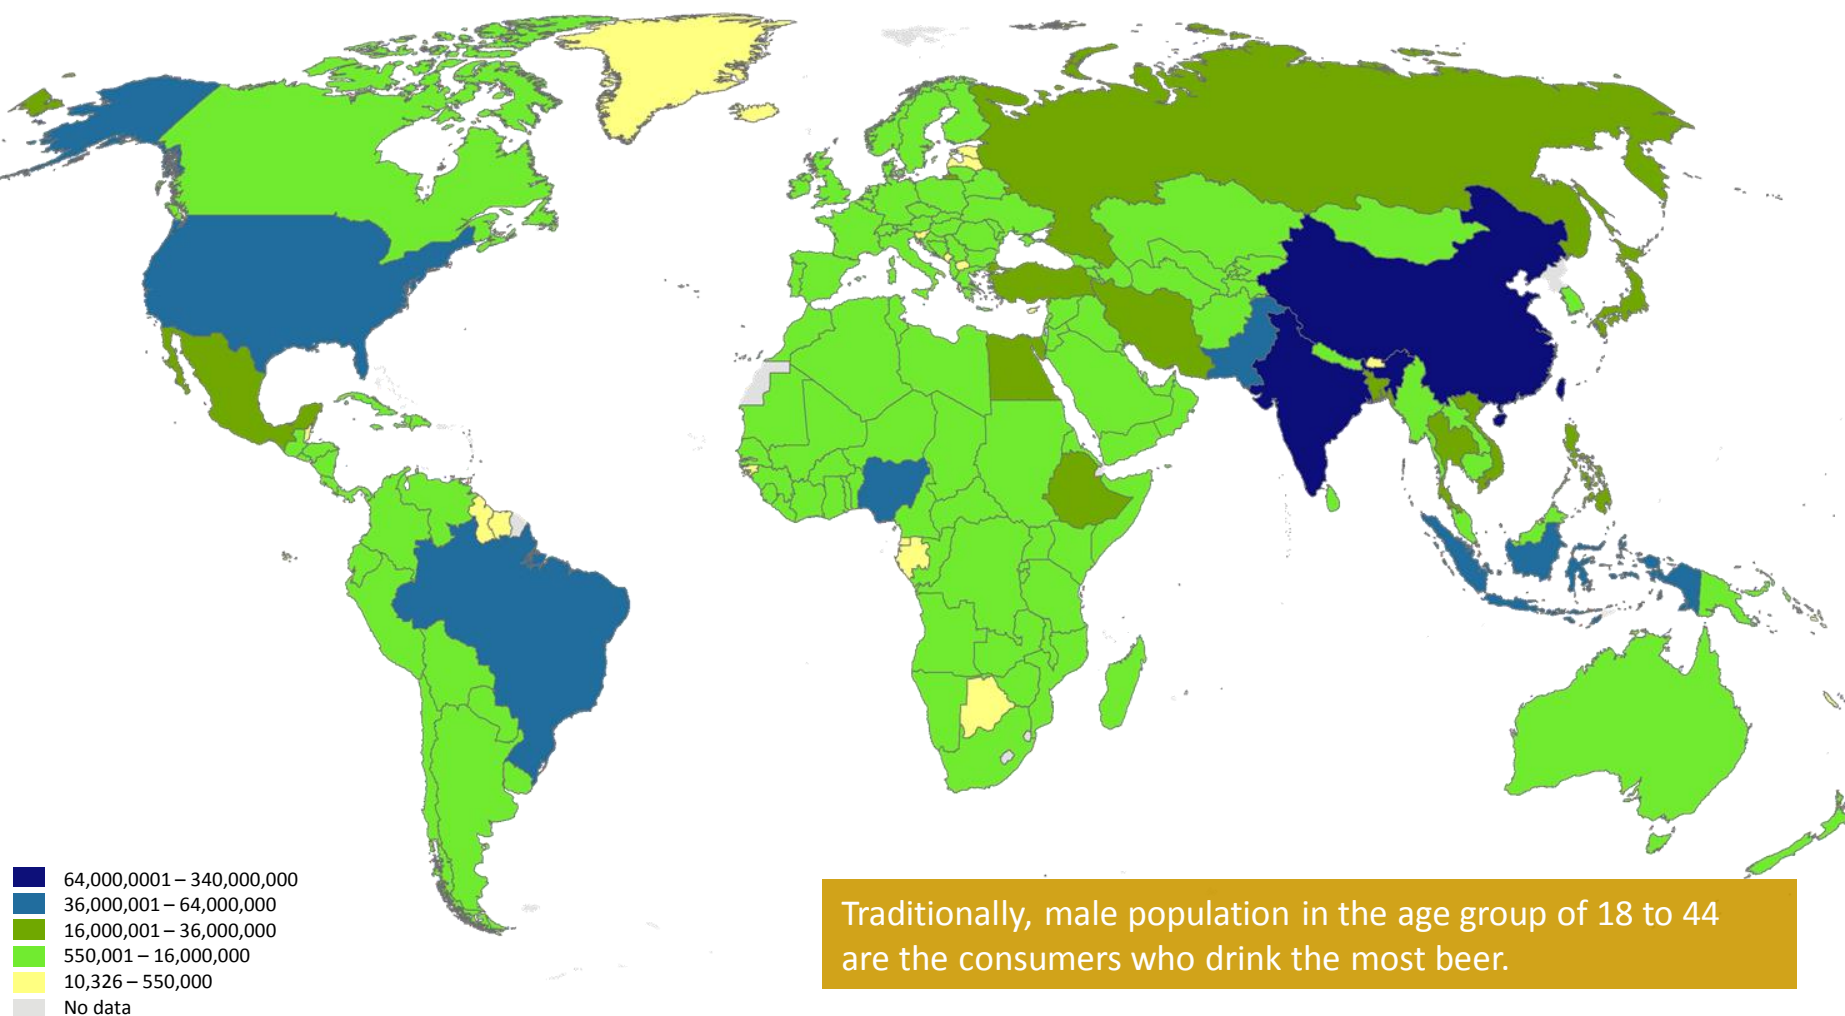 64,000,0001 – 340,000,000
36,000,001 – 64,000,000
16,000,001 – 36,000,000
550,001 – 16,000,000
10,326 – 550,000
No data
Traditionally, male population in the age group of 18 to 44
are the consumers who drink the most beer.